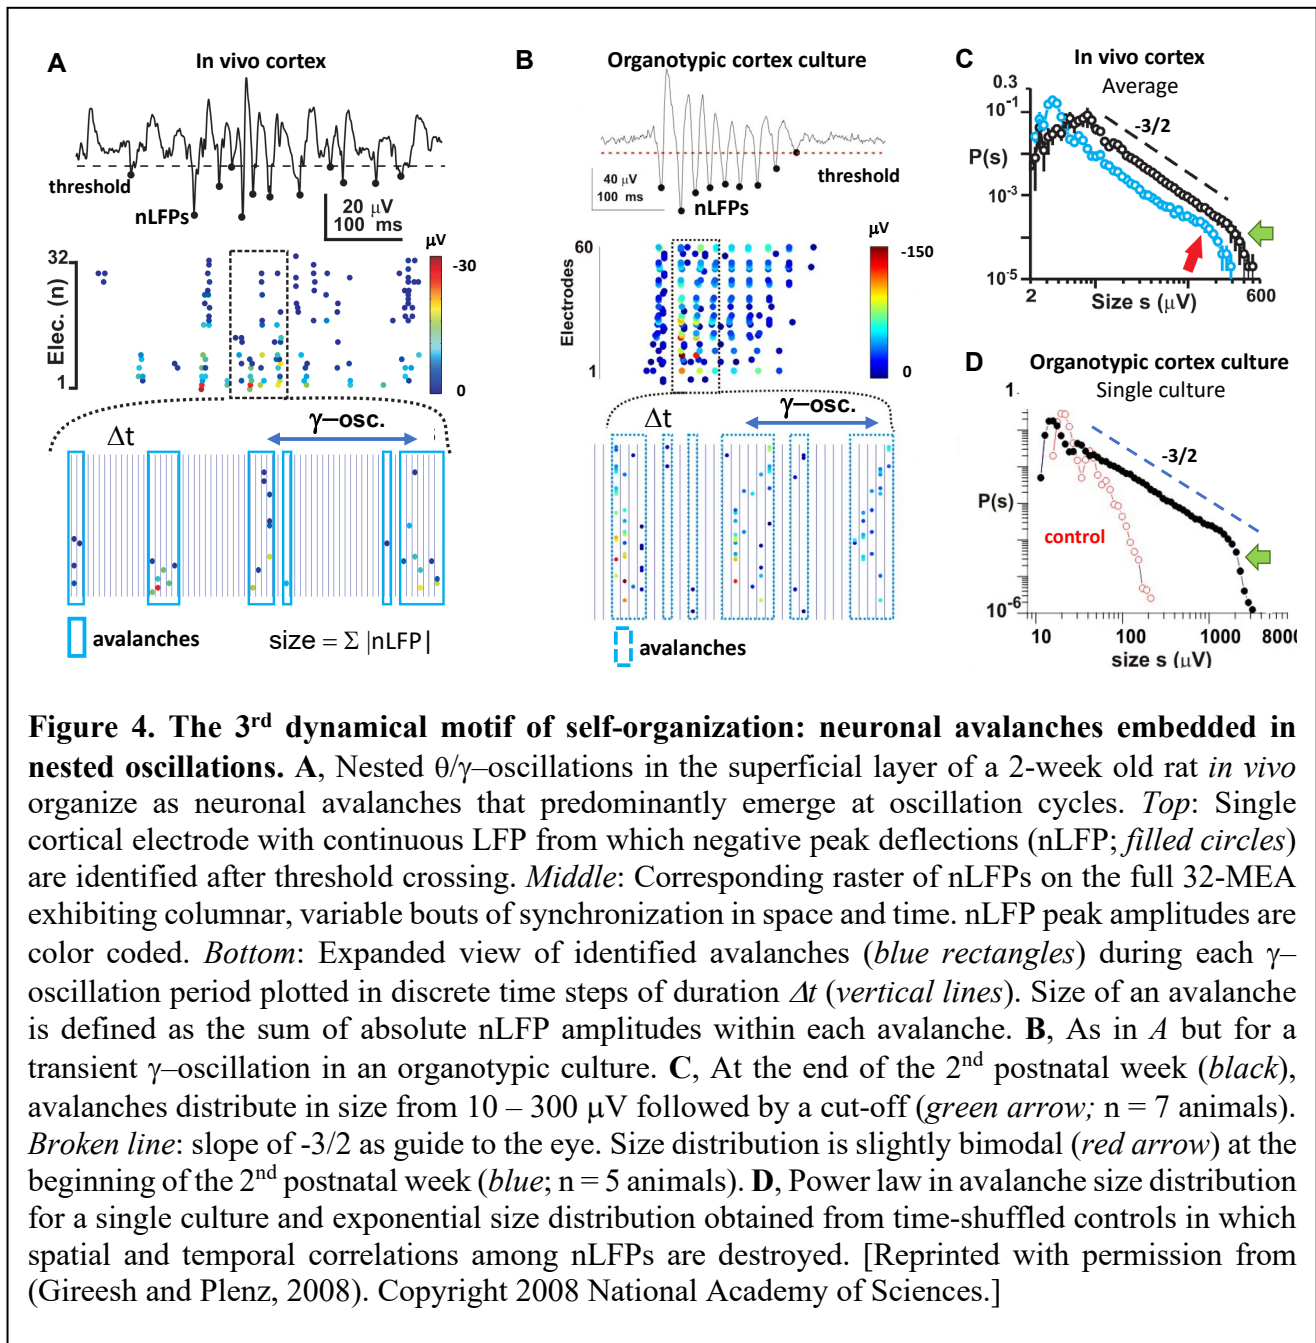 A
In vivo cortex
threshold
nLFPs
20 μV
100 ms
μV
-30
0
32
Elec. (n)
1
Δt
γ–osc.
avalanches
size = Σ |nLFP|
B
Organotypic cortex culture
40 μV
100 ms
threshold
nLFPs
60
Electrodes
1
-150
0
Δt
γ–osc.
avalanches
C
In vivo cortex
Average
0.3
10-1
P(s)
10-3
10-5
-3/2
2
Size s (μV)
600
D
Organotypic cortex culture
Single culture
1
-3/2
P(s)
control
10-6
10
100
1000
8000
size s (μV)
Figure 4. The 3rd dynamical motif of self-organization: neuronal avalanches embedded in
nested oscillations. A, Nested θ/γ–oscillations in the superficial layer of a 2-week old rat in vivo
organize as neuronal avalanches that predominantly emerge at oscillation cycles. Top: Single
cortical electrode with continuous LFP from which negative peak deflections (nLFP; filled circles)
are identified after threshold crossing. Middle: Corresponding raster of nLFPs on the full 32-MEA
exhibiting columnar, variable bouts of synchronization in space and time. nLFP peak amplitudes are
color coded. Bottom: Expanded view of identified avalanches (blue rectangles) during each γ–
oscillation period plotted in discrete time steps of duration Δt (vertical lines). Size of an avalanche
is defined as the sum of absolute nLFP amplitudes within each avalanche. B, As in A but for a
transient γ–oscillation in an organotypic culture. C, At the end of the 2nd postnatal week (black),
avalanches distribute in size from 10 – 300 μV followed by a cut-off (green arrow; n = 7 animals).
Broken line: slope of -3/2 as guide to the eye. Size distribution is slightly bimodal (red arrow) at the
beginning of the 2nd postnatal week (blue; n = 5 animals). D, Power law in avalanche size distribution
for a single culture and exponential size distribution obtained from time-shuffled controls in which
spatial and temporal correlations among nLFPs are destroyed. [Reprinted with permission from
(Gireesh and Plenz, 2008). Copyright 2008 National Academy of Sciences.]